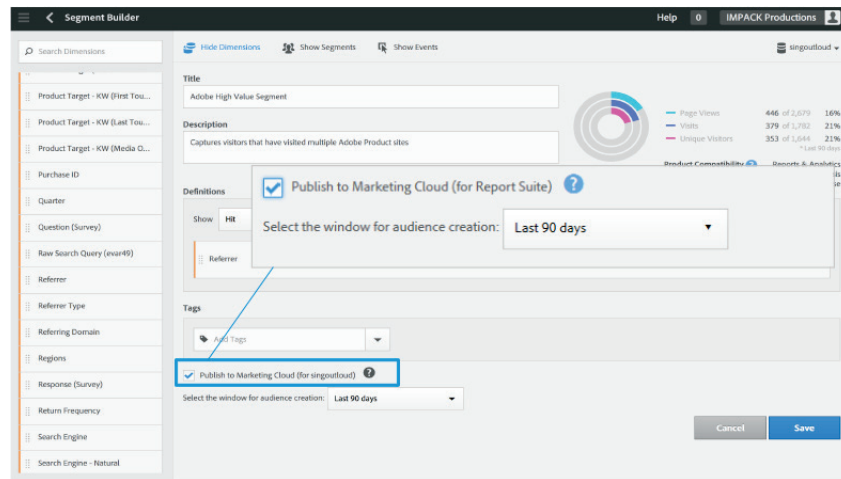 Segment Builder
Help 0 IMPACK Productions
Search Dimensions
Product Target - KW (First Tou...
Product Target - KW (Last Tou...
Product Target - KW (Media O...
Purchase ID
Quarter
Question (Survey)
Raw Search Query (evar49)
Referrer
Referrer Type
Referring Domain
Regions
Response (Survey)
Return Frequency
Search Engine
Search Engine - Natural
Hide Dimensions Show Segments Show Events
singoutloud
Title
Adobe High Value Segment
Description
Captures visitors that have visited multiple Adobe Product sites
Page Views 446 of 2,679 16%
Visits 379 of 1,782 21%
Unique Visitors 353 of 1,644 21%
* Last 90 days
Product Compatibility ? Reports & Analytics
Definitions
Show Hit
Referrer
Publish to Marketing Cloud (for Report Suite) ?
Select the window for audience creation: Last 90 days
Tags
Add Tags
Publish to Marketing Cloud (for singoutloud) ?
Select the window for audience creation: Last 90 days
Cancel Save